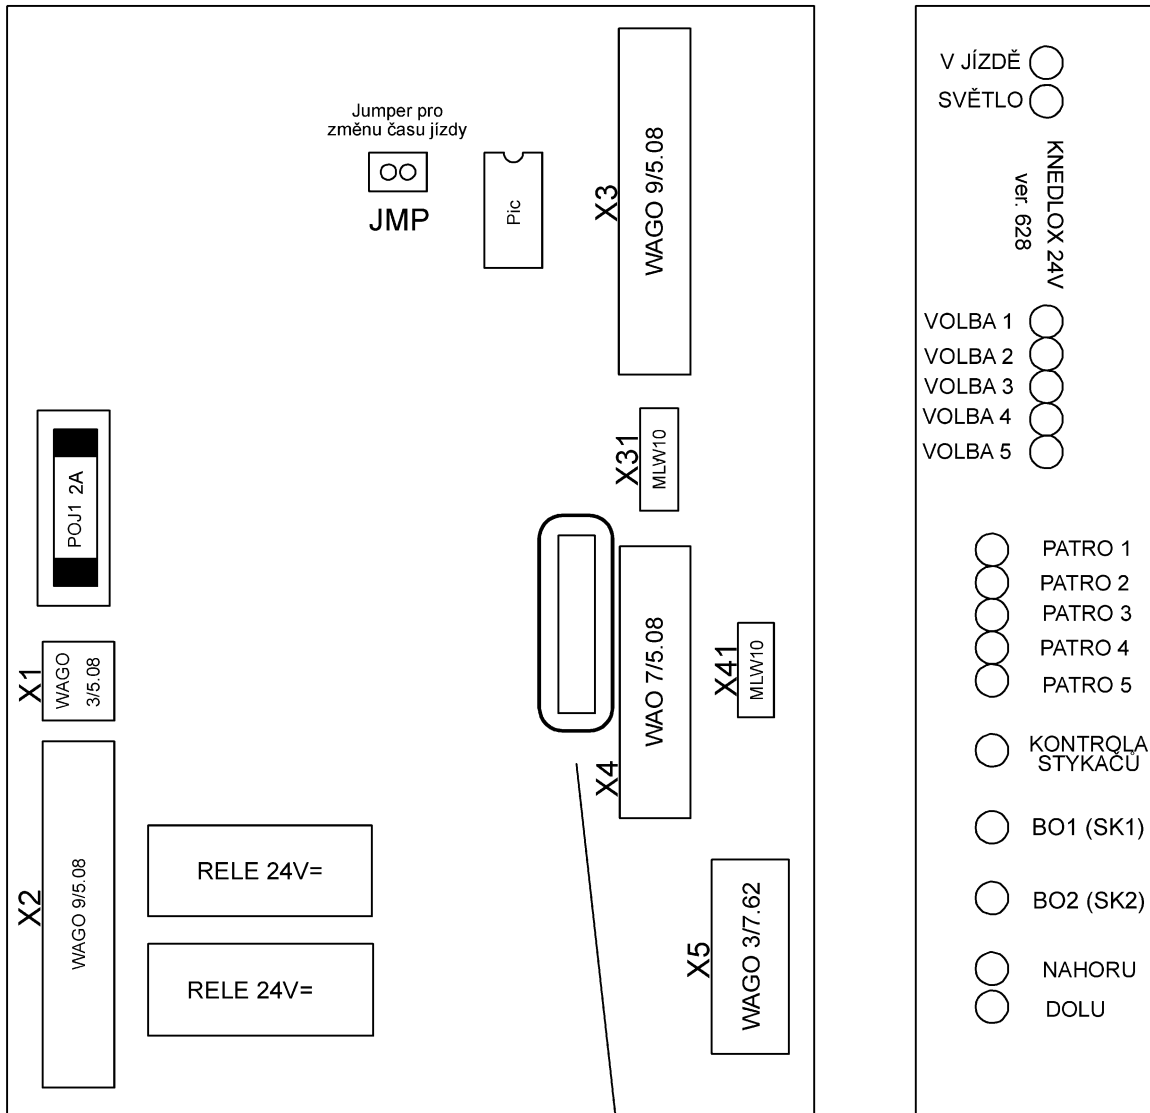 Jumper pro
změnu času jízdy
JMP
Pic
X3
WAGO 9/5.08
X31
MLW10
POJ1 2A
X1
WAGO
3/5.08
X4
WAO 7/5.08
X41
MLW10
X2
WAGO 9/5.08
RELE 24V=
RELE 24V=
X5
WAGO 3/7.62
V JÍZDĚ
SVĚTLO
KNEDLOX 24V
ver. 628
VOLBA 1
VOLBA 2
VOLBA 3
VOLBA 4
VOLBA 5
PATRO 1
PATRO 2
PATRO 3
PATRO 4
PATRO 5
KONTROLA
STYKAČŮ
BO1 (SK1)
BO2 (SK2)
NAHORU
DOLU